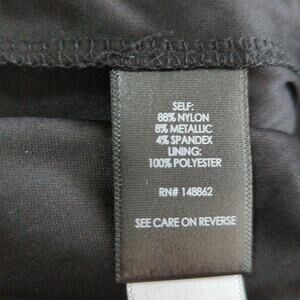 SELF:
88% NYLON
8% METALLIC
4% SPANDEX
LINING:
100% POLYESTER
RN# 148862
SEE CARE ON REVERSE